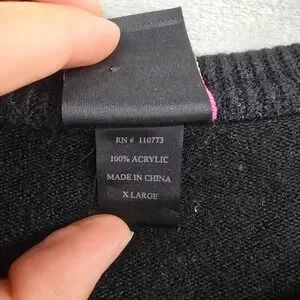 RN # 110773
100% ACRYLIC
MADE IN CHINA
X LARGE